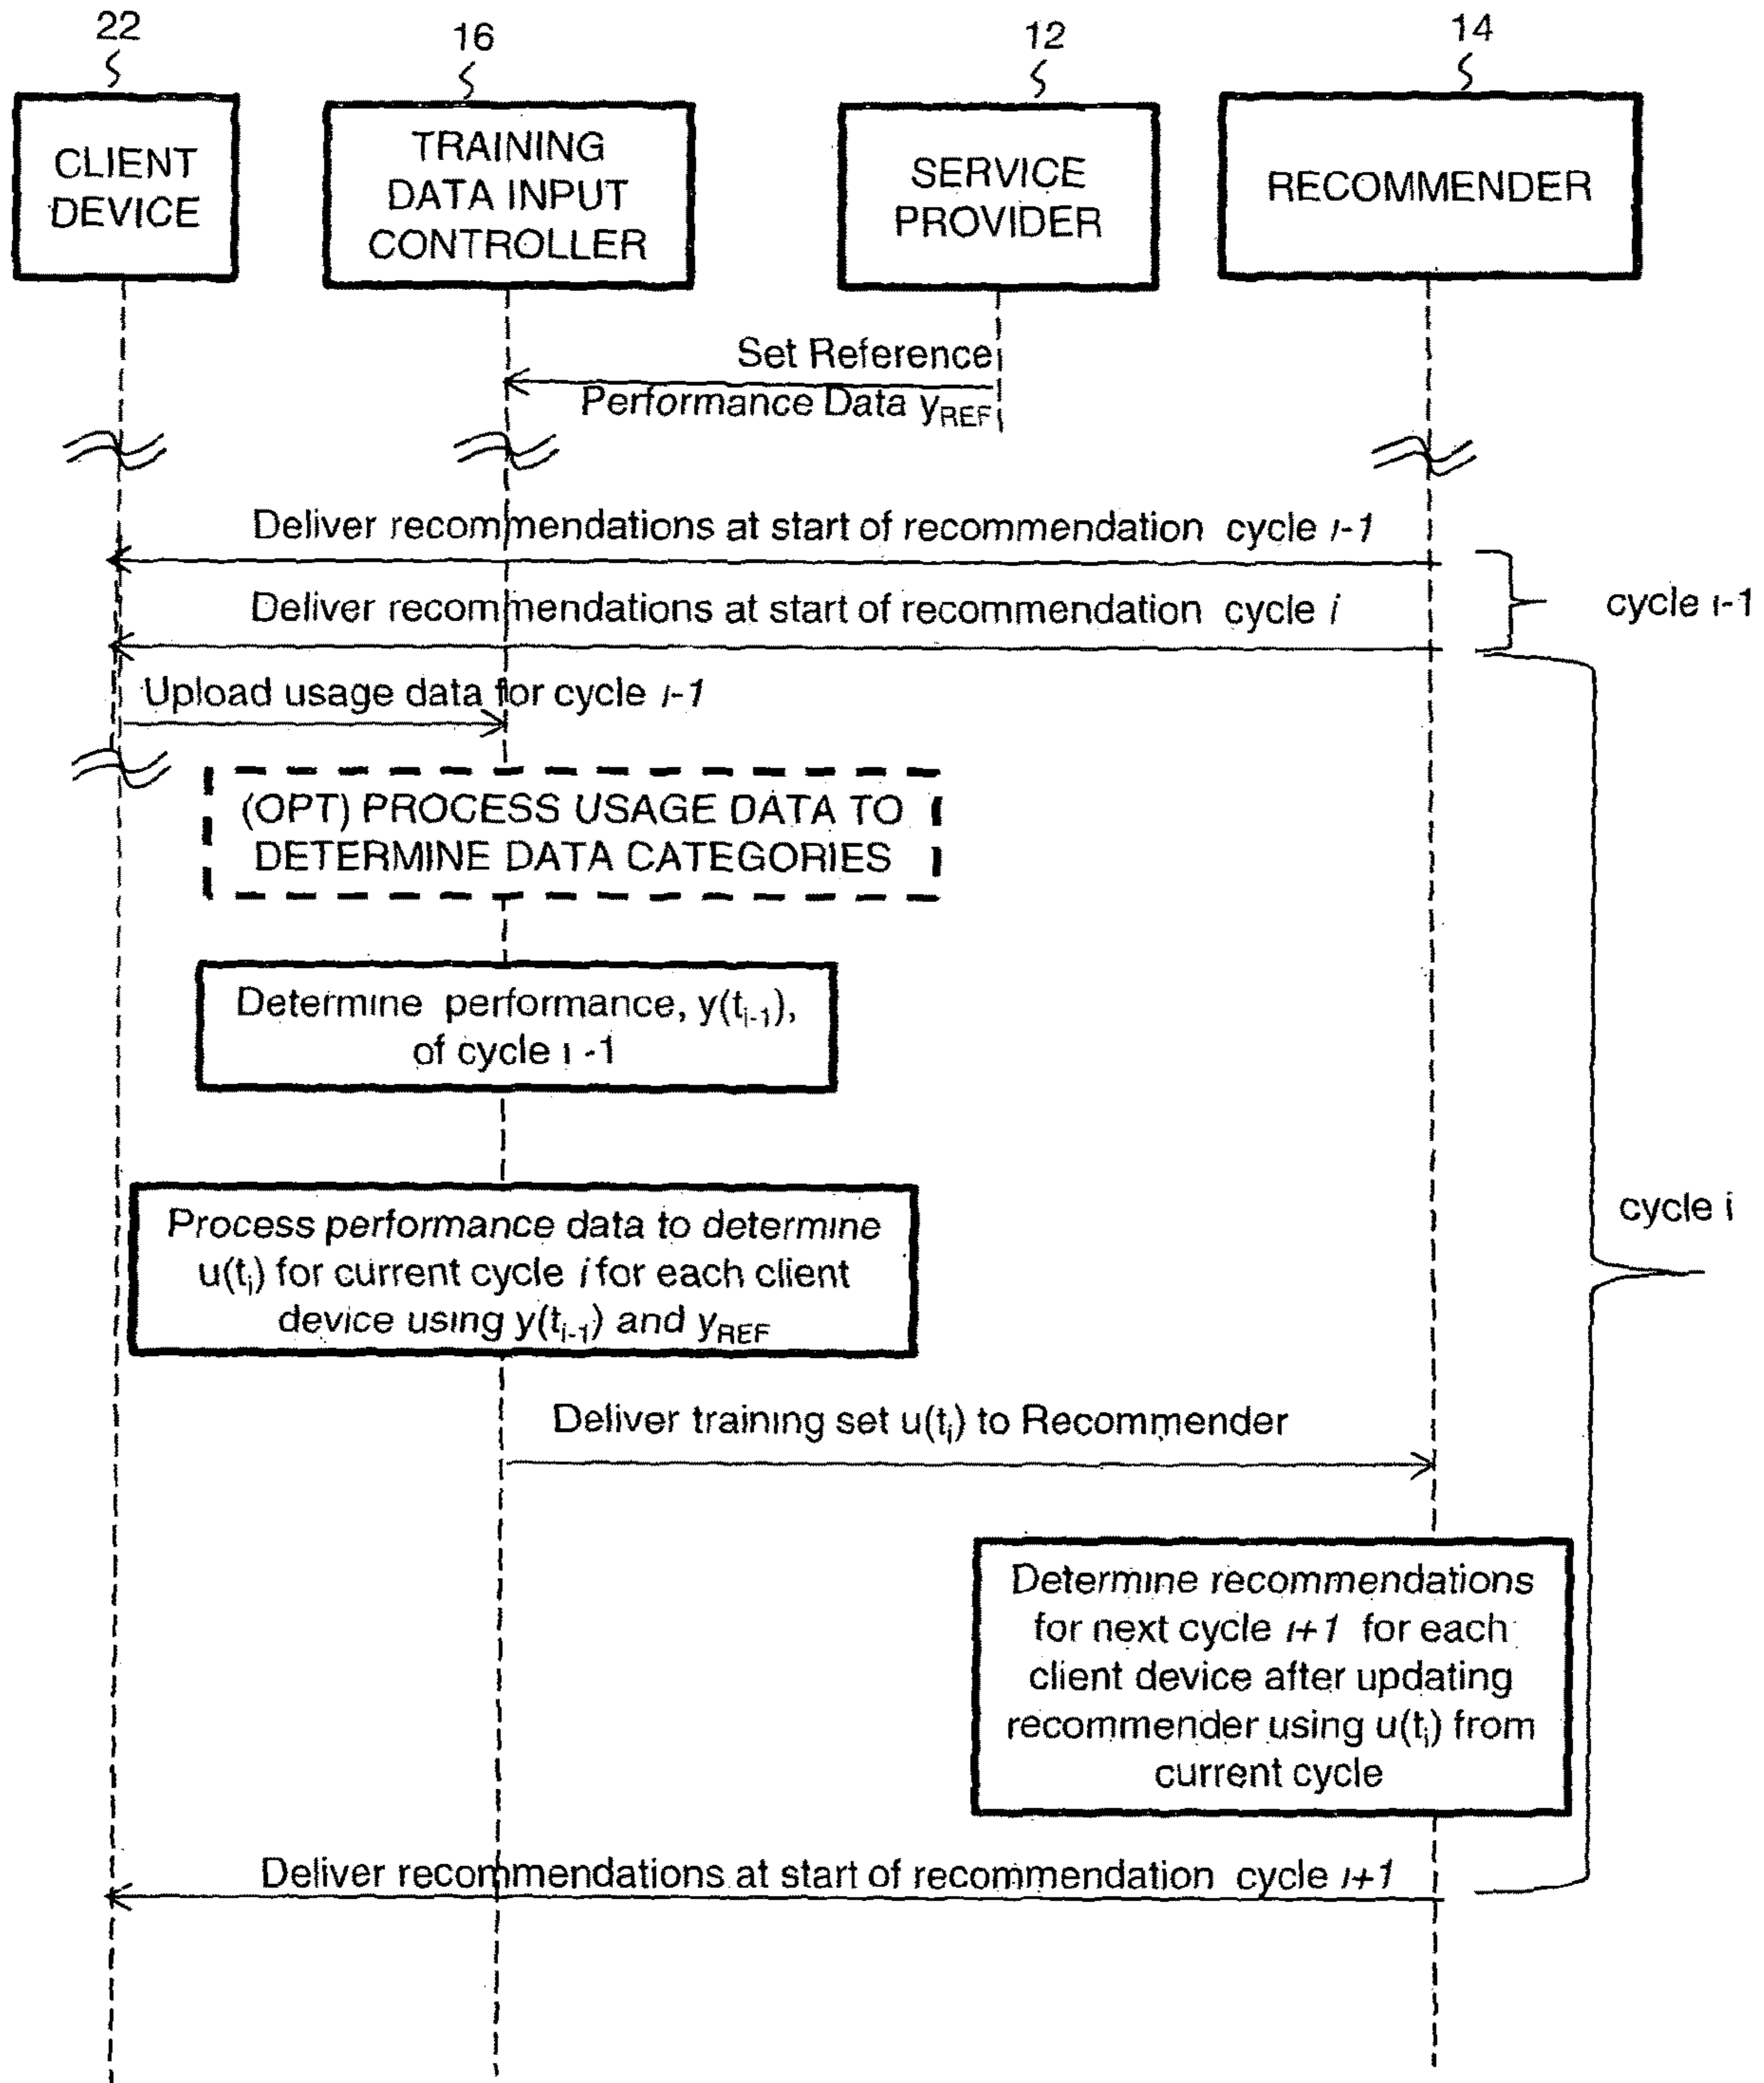 22
16
12
14
CLIENT
DEVICE
TRAINING
DATA INPUT
CONTROLLER
SERVICE
PROVIDER
RECOMMENDER
Set Reference
Performance Data yREF
Deliver recommendations at start of recommendation cycle i-1
cycle i-1
Deliver recommendations at start of recommendation cycle i
Upload usage data for cycle i-1
(OPT) PROCESS USAGE DATA TO
DETERMINE DATA CATEGORIES
Determine performance, y(ti-1),
of cycle i -1
Process performance data to determine
u(ti) for current cycle i for each client
device using y(ti-1) and yREF
cycle i
Deliver training set u(ti) to Recommender
Determine recommendations
for next cycle i+1 for each
client device after updating
recommender using u(ti) from
current cycle
Deliver recommendations at start of recommendation cycle i+1